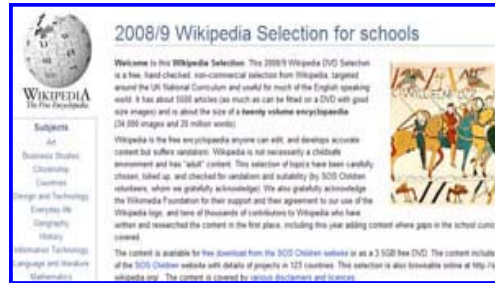 2008/9 Wikipedia Selection for schools
WIKIPEDIA
The Free Encyclopedia
Subjects
Art
Business Studies
Citizenship
Countries
Design and Technology
Everyday life
Geography
History
Information Technology
Language and literature
Mathematics
Welcome to this Wikipedia Selection. This 2008/9 Wikipedia DVD Selection
is a free, hand-checked, non-commercial selection from Wikipedia, targeted
around the UK National Curriculum and useful for much of the English speaking
world. It has about 5500 articles (as much as can be fitted on a DVD with good
size images) and is about the size of a twenty volume encyclopaedia
(34,000 images and 20 million words).
Wikipedia is the free encyclopaedia anyone can edit, and develops accurate
content but suffers vandalism. Wikipedia is not necessarily a childsafe
environment and has "adult" content. This selection of topics have been carefully
chosen, tidied up, and checked for vandalism and suitability (by SOS Children
volunteers, whom we gratefully acknowledge). We also gratefully acknowledge
the Wikimedia Foundation for their support and their agreement to our use of the
Wikipedia logo, and tens of thousands of contributors to Wikipedia who have
written and researched the content in the first place, including this year adding content where gaps in the school
covered.
The content is available for free download from the SOS Children website or as a 3.5GB free DVD. The content
of the SOS Children website with details of projects in 123 countries. This selection is also browsable online at
wikipedia.org/ . The content is covered by various disclaimers and licences.